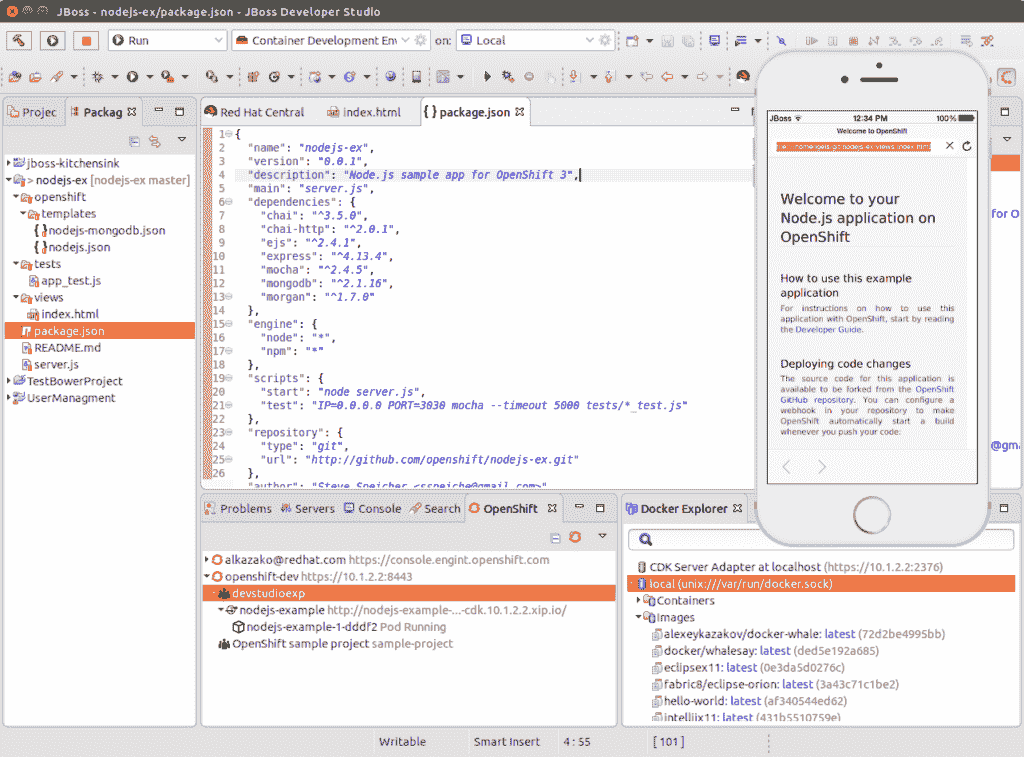 JBoss - nodejs-ex/package.json - JBoss Developer Studio
Run
Container Development En
on:
Local
Projec
Packag
jboss-kitchensink
> nodejs-ex [nodejs-ex master]
openshift
templates
nodejs-mongodb.json
nodejs.json
tests
app_test.js
views
index.html
package.json
README.md
server.js
TestBowerProject
UserManagment
Red Hat Central
index.html
{ } package.json
1 {
2 "name": "nodejs-ex",
3 "version": "0.0.1",
4 "description": "Node.js sample app for OpenShift 3",
5 "main": "server.js",
6 "dependencies": {
7 "chai": "^3.5.0",
8 "chai-http": "^2.0.1",
9 "ejs": "^2.4.1",
10 "express": "^4.13.4",
11 "mocha": "^2.4.5",
12 "mongodb": "^2.1.16",
13 "morgan": "^1.7.0"
14 },
15 "engine": {
16 "node": "*",
17 "npm": "*"
18 },
19 "scripts": {
20 "start": "node server.js",
21 "test": "IP=0.0.0.0 PORT=3030 mocha --timeout 5000 tests/*_test.js"
22 },
23 "repository": {
24 "type": "git",
25 "url": "http://github.com/openshift/nodejs-ex.git"
26 },
"author": "Steve Speicher <sspeiche@gmail.com>"
for O
@gma
JBoss
12:34 PM
100%
Welcome to OpenShift
Welcome to your
Node.js application on
OpenShift
How to use this example
application
For instructions on how to use this
application with OpenShift, start by reading
the Developer Guide.
Deploying code changes
The source code for this application is
available to be forked from the OpenShift
GitHub repository. You can configure a
webhook in your repository to make
OpenShift automatically start a build
whenever you push your code.
Problems
Servers
Console
Search
OpenShift
alkazako@redhat.com https://console.engint.openshift.com
openshift-dev https://10.1.2.2:8443
devstudioexp
nodejs-example http://nodejs-example-...-cdk.10.1.2.2.xip.io/
nodejs-example-1-dddf2 Pod Running
OpenShift sample project sample-project
Docker Explorer
CDK Server Adapter at localhost (https://10.1.2.2:2376)
local (unix:///var/run/docker.sock)
Containers
Images
alexeykazakov/docker-whale: latest (72d2be4995bb)
docker/whalesay: latest (ded5e192a685)
eclipsex11: latest (0e3da5d0276c)
fabric8/eclipse-orion: latest (3a43c71c1be2)
hello-world: latest (af340544ed62)
intellijx11: latest (431b5510759e)
Writable
Smart Insert
4 : 55
[ 101 ]